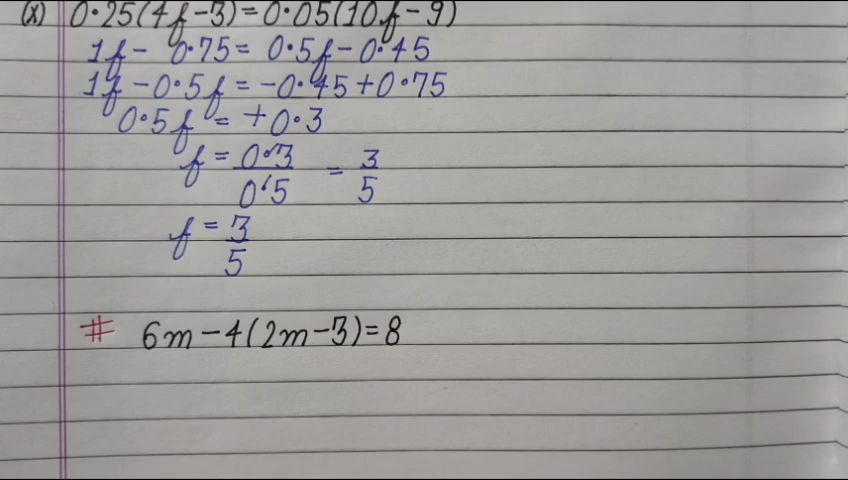 (x) 0.25(4f-3)=0.05(10f-9)
1f- 0.75= 0.5f-0.45
1f-0.5f= -0.45+0.75
0.5f= +0.3
f= 0.3/0.5 = 3/5
f= 3/5
# 6m-4(2m-3)=8